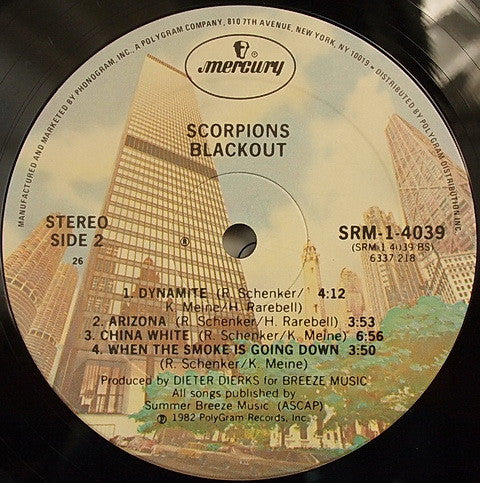 MANUFACTURED AND MARKETED BY PHONOGRAM, INC., A POLYGRAM COMPANY, 810 7TH AVENUE, NEW YORK, NY 10019 • DISTRIBUTED BY POLYGRAM DISTRIBUTION, INC.
mercury ®
SCORPIONS
BLACKOUT
STEREO
SIDE 2
26
SRM-1-4039
(SRM 1 4039 BS)
6337 218
1. DYNAMITE (R. Schenker/ 4:12
K. Meine/H. Rarebell)
2. ARIZONA (R. Schenker/H. Rarebell) 3:53
3. CHINA WHITE (R. Schenker/K. Meine) 6:56
4. WHEN THE SMOKE IS GOING DOWN 3:50
(R. Schenker/K. Meine)
Produced by DIETER DIERKS for BREEZE MUSIC
All songs published by
Summer Breeze Music (ASCAP)
℗ 1982 PolyGram Records, Inc.